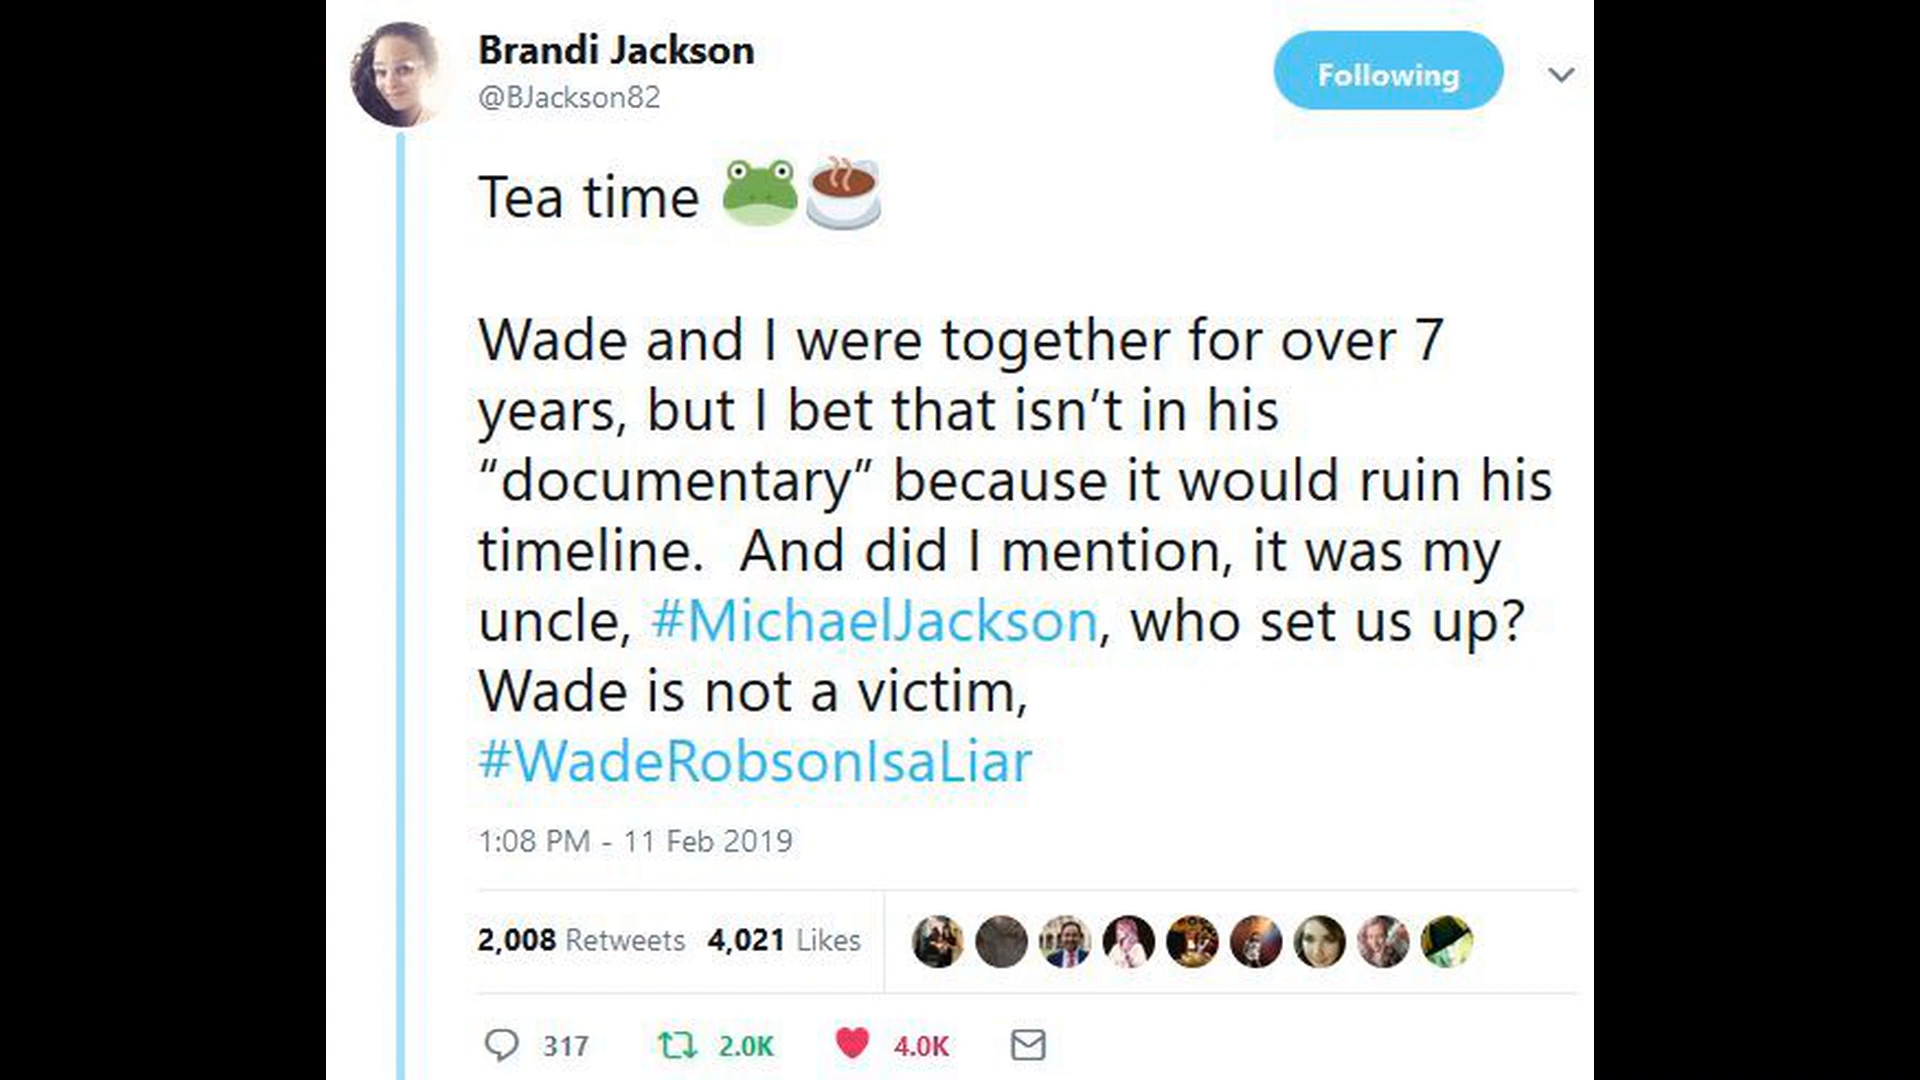 Brandi Jackson
@BJackson82
Following
Tea time 🐸☕
Wade and I were together for over 7
years, but I bet that isn’t in his
“documentary” because it would ruin his
timeline.  And did I mention, it was my
uncle, #MichaelJackson, who set us up?
Wade is not a victim,
#WadeRobsonIsaLiar
1:08 PM - 11 Feb 2019
2,008 Retweets 4,021 Likes
317 2.0K 4.0K